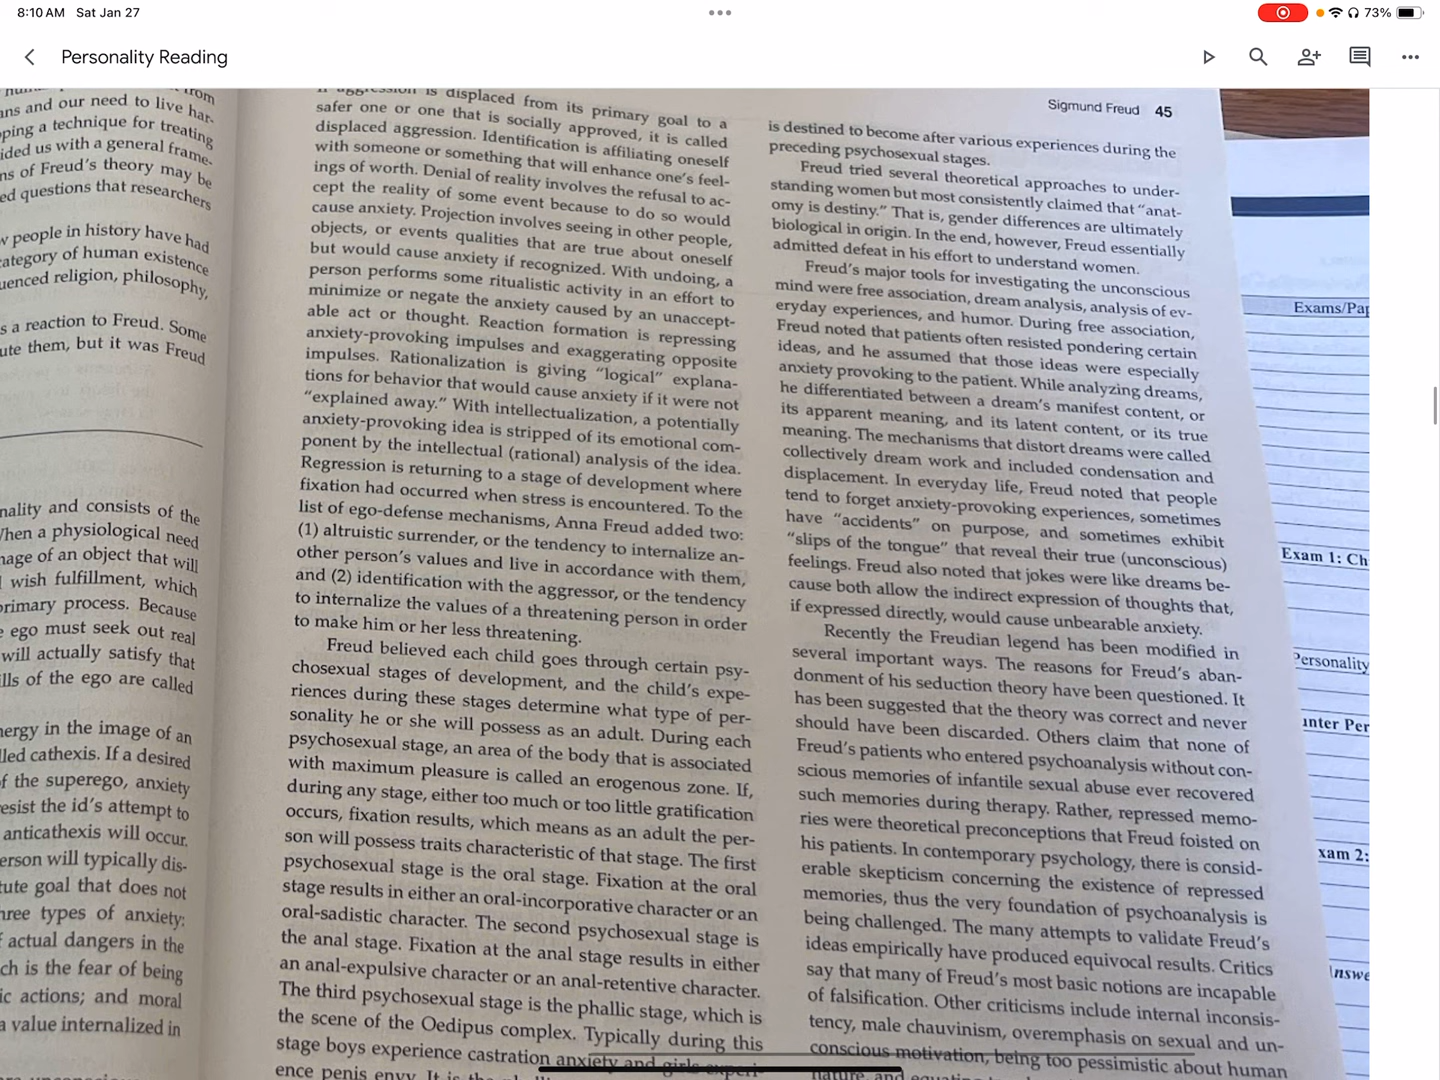 8:10 AM Sat Jan 27
73%
Personality Reading
from
ans and our need to live har-
ping a technique for treating
ided us with a general frame-
ns of Freud's theory may be
ed questions that researchers
w people in history have had
category of human existence
uenced religion, philosophy,
s a reaction to Freud. Some
ute them, but it was Freud
nality and consists of the
When a physiological need
mage of an object that will
wish fulfillment, which
primary process. Because
e ego must seek out real
will actually satisfy that
ills of the ego are called
nergy in the image of an
lled cathexis. If a desired
f the superego, anxiety
resist the id's attempt to
anticathexis will occur.
erson will typically dis-
tute goal that does not
hree types of anxiety:
f actual dangers in the
ch is the fear of being
ic actions; and moral
a value internalized in
If aggression is displaced from its primary goal to a
safer one or one that is socially approved, it is called
displaced aggression. Identification is affiliating oneself
with someone or something that will enhance one's feel-
ings of worth. Denial of reality involves the refusal to ac-
cept the reality of some event because to do so would
cause anxiety. Projection involves seeing in other people,
objects, or events qualities that are true about oneself
but would cause anxiety if recognized. With undoing, a
person performs some ritualistic activity in an effort to
minimize or negate the anxiety caused by an unaccept-
able act or thought. Reaction formation is repressing
anxiety-provoking impulses and exaggerating opposite
impulses. Rationalization is giving "logical" explana-
tions for behavior that would cause anxiety if it were not
"explained away." With intellectualization, a potentially
anxiety-provoking idea is stripped of its emotional com-
ponent by the intellectual (rational) analysis of the idea.
Regression is returning to a stage of development where
fixation had occurred when stress is encountered. To the
list of ego-defense mechanisms, Anna Freud added two:
(1) altruistic surrender, or the tendency to internalize an-
other person's values and live in accordance with them,
and (2) identification with the aggressor, or the tendency
to internalize the values of a threatening person in order
to make him or her less threatening.
Freud believed each child goes through certain psy-
chosexual stages of development, and the child's expe-
riences during these stages determine what type of per-
sonality he or she will possess as an adult. During each
psychosexual stage, an area of the body that is associated
with maximum pleasure is called an erogenous zone. If,
during any stage, either too much or too little gratification
occurs, fixation results, which means as an adult the per-
son will possess traits characteristic of that stage. The first
psychosexual stage is the oral stage. Fixation at the oral
stage results in either an oral-incorporative character or an
oral-sadistic character. The second psychosexual stage is
the anal stage. Fixation at the anal stage results in either
an anal-expulsive character or an anal-retentive character.
The third psychosexual stage is the phallic stage, which is
the scene of the Oedipus complex. Typically during this
stage boys experience castration anxiety and girls experi-
ence penis envy. It is the
Sigmund Freud 45
is destined to become after various experiences during the
preceding psychosexual stages.
Freud tried several theoretical approaches to under-
standing women but most consistently claimed that "anat-
omy is destiny." That is, gender differences are ultimately
biological in origin. In the end, however, Freud essentially
admitted defeat in his effort to understand women.
Freud's major tools for investigating the unconscious
mind were free association, dream analysis, analysis of ev-
eryday experiences, and humor. During free association,
Freud noted that patients often resisted pondering certain
ideas, and he assumed that those ideas were especially
anxiety provoking to the patient. While analyzing dreams,
he differentiated between a dream's manifest content, or
its apparent meaning, and its latent content, or its true
meaning. The mechanisms that distort dreams were called
collectively dream work and included condensation and
displacement. In everyday life, Freud noted that people
tend to forget anxiety-provoking experiences, sometimes
have "accidents" on purpose, and sometimes exhibit
"slips of the tongue" that reveal their true (unconscious)
feelings. Freud also noted that jokes were like dreams be-
cause both allow the indirect expression of thoughts that,
if expressed directly, would cause unbearable anxiety.
Recently the Freudian legend has been modified in
several important ways. The reasons for Freud's aban-
donment of his seduction theory have been questioned. It
has been suggested that the theory was correct and never
should have been discarded. Others claim that none of
Freud's patients who entered psychoanalysis without con-
scious memories of infantile sexual abuse ever recovered
such memories during therapy. Rather, repressed memo-
ries were theoretical preconceptions that Freud foisted on
his patients. In contemporary psychology, there is consid-
erable skepticism concerning the existence of repressed
memories, thus the very foundation of psychoanalysis is
being challenged. The many attempts to validate Freud's
ideas empirically have produced equivocal results. Critics
say that many of Freud's most basic notions are incapable
of falsification. Other criticisms include internal inconsis-
tency, male chauvinism, overemphasis on sexual and un-
conscious motivation, being too pessimistic about human
nature, and
Exams/Pap
Exam 1: Ch
Personality
unter Per
xam 2:
nswe